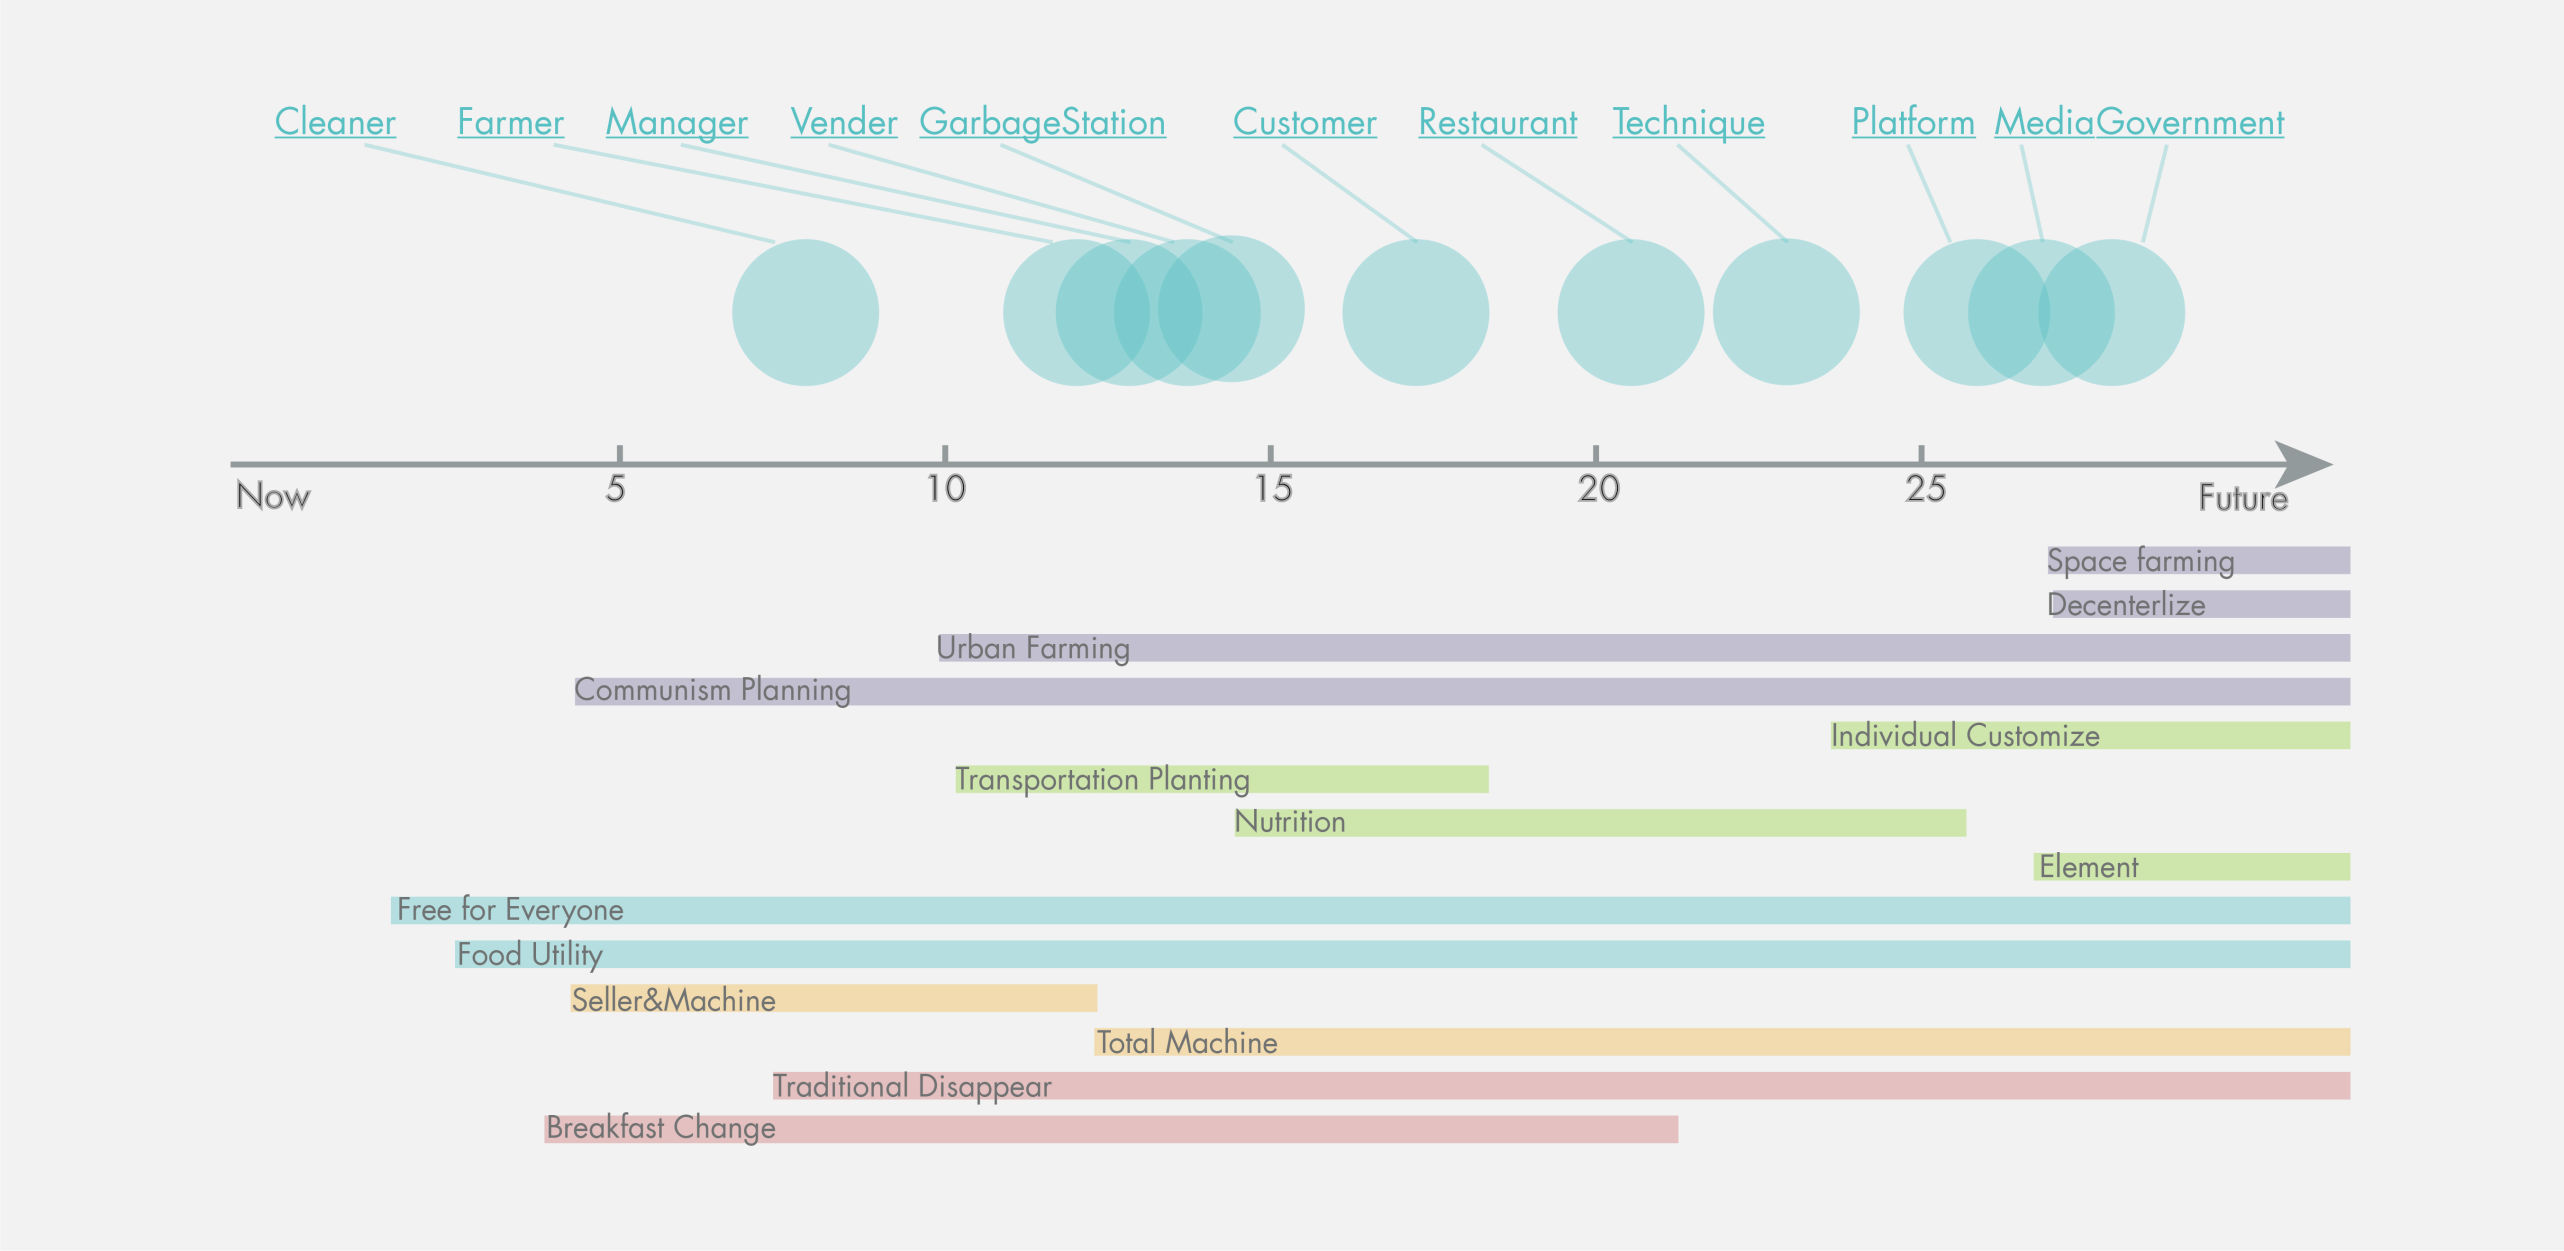 Cleaner Farmer Manager Vender GarbageStation Customer Restaurant Technique Platform Media Government
Now 5 10 15 20 25 Future
Space farming
Decenterlize
Urban Farming
Communism Planning
Individual Customize
Transportation Planting
Nutrition
Element
Free for Everyone
Food Utility
Seller&Machine
Total Machine
Traditional Disappear
Breakfast Change